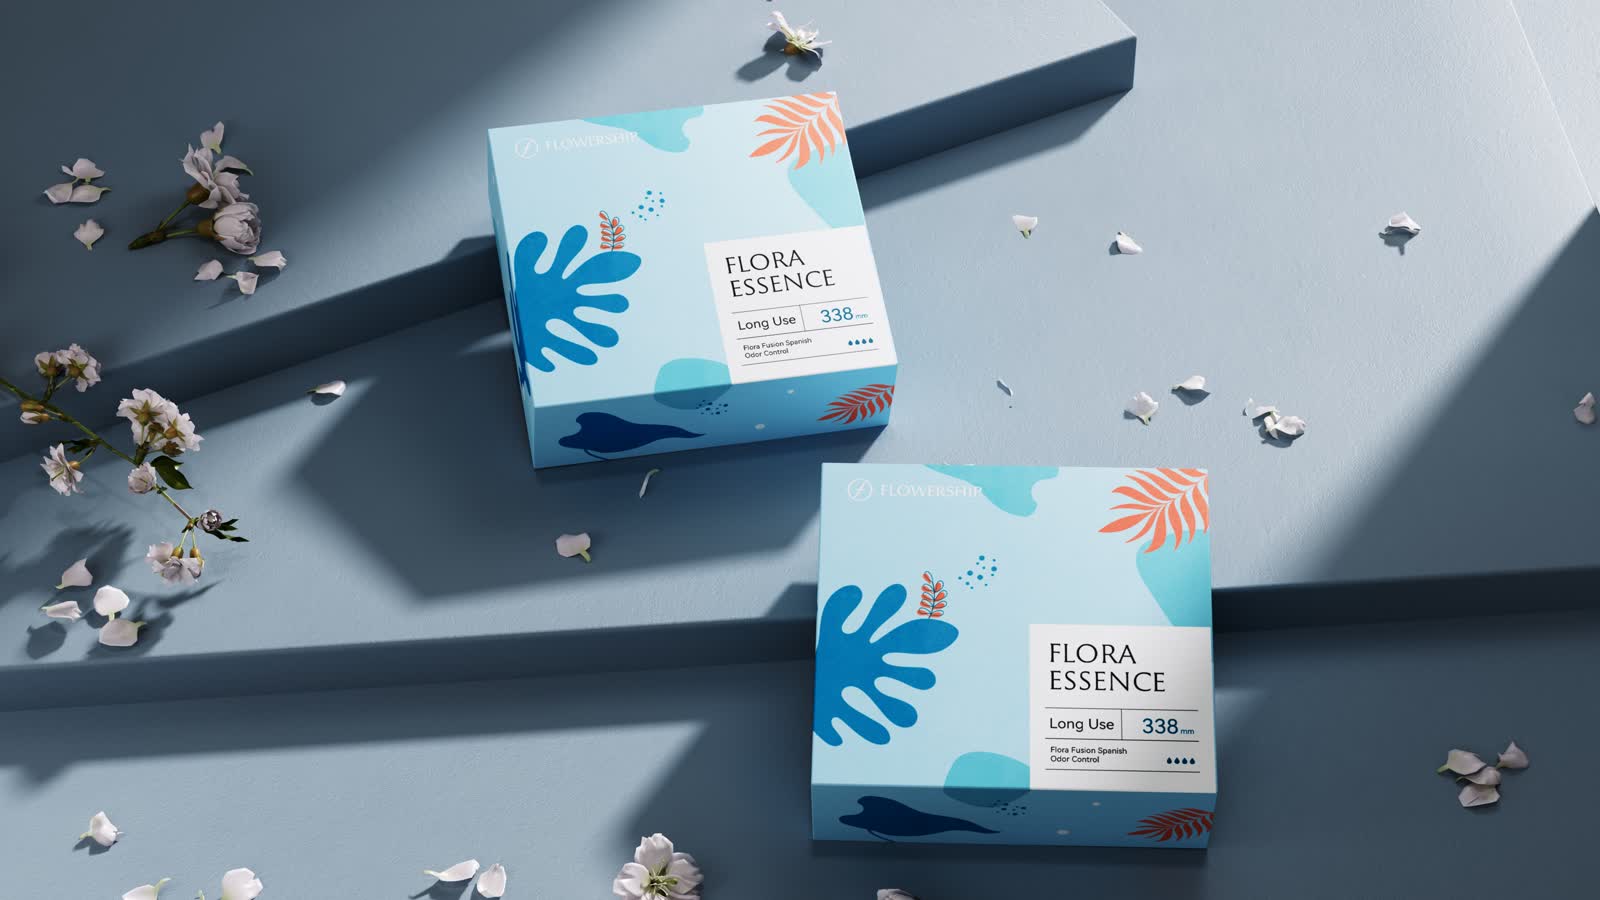 FLOWERSHIP
FLORA
ESSENCE
Long Use
338 mm
Flora Fusion Spanish
Odor Control
FLOWERSHIP
FLORA
ESSENCE
Long Use
338 mm
Flora Fusion Spanish
Odor Control